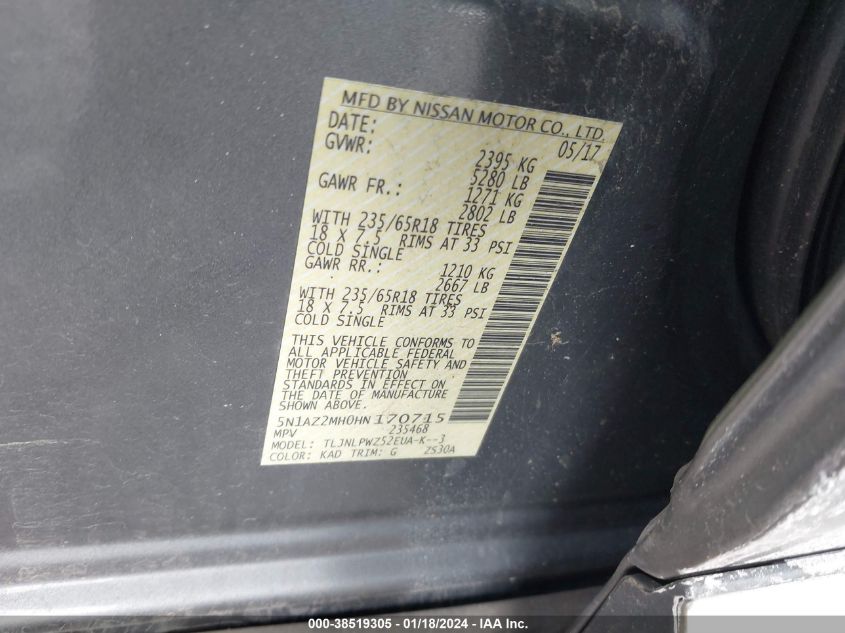 MFD BY NISSAN MOTOR CO., LTD.
DATE: 05/17
GVWR: 2395 KG
5280 LB
GAWR FR.: 1271 KG
2802 LB
WITH 235/65R18 TIRES
18 X 7.5 RIMS AT 33 PSI
COLD SINGLE
GAWR RR.: 1210 KG
2667 LB
WITH 235/65R18 TIRES
18 X 7.5 RIMS AT 33 PSI
COLD SINGLE
THIS VEHICLE CONFORMS TO
ALL APPLICABLE FEDERAL
MOTOR VEHICLE SAFETY AND
THEFT PREVENTION
STANDARDS IN EFFECT ON
THE DATE OF MANUFACTURE
SHOWN ABOVE.
5N1AZ2MH0HN170715
MPV 235468
MODEL: TLJNLPWZ52EUA-K--3
COLOR: KAD TRIM: G ZS30A
000-38519305 - 01/18/2024 - IAA Inc.